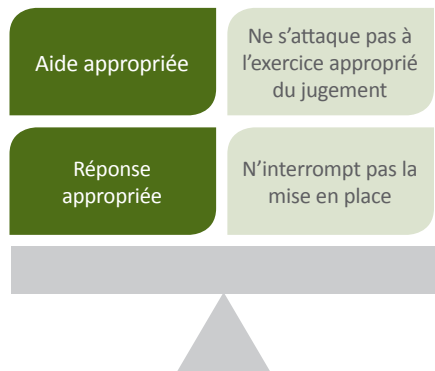 Aide appropriée
Ne s’attaque pas à
l’exercice approprié
du jugement
Réponse
appropriée
N’interrompt pas la
mise en place